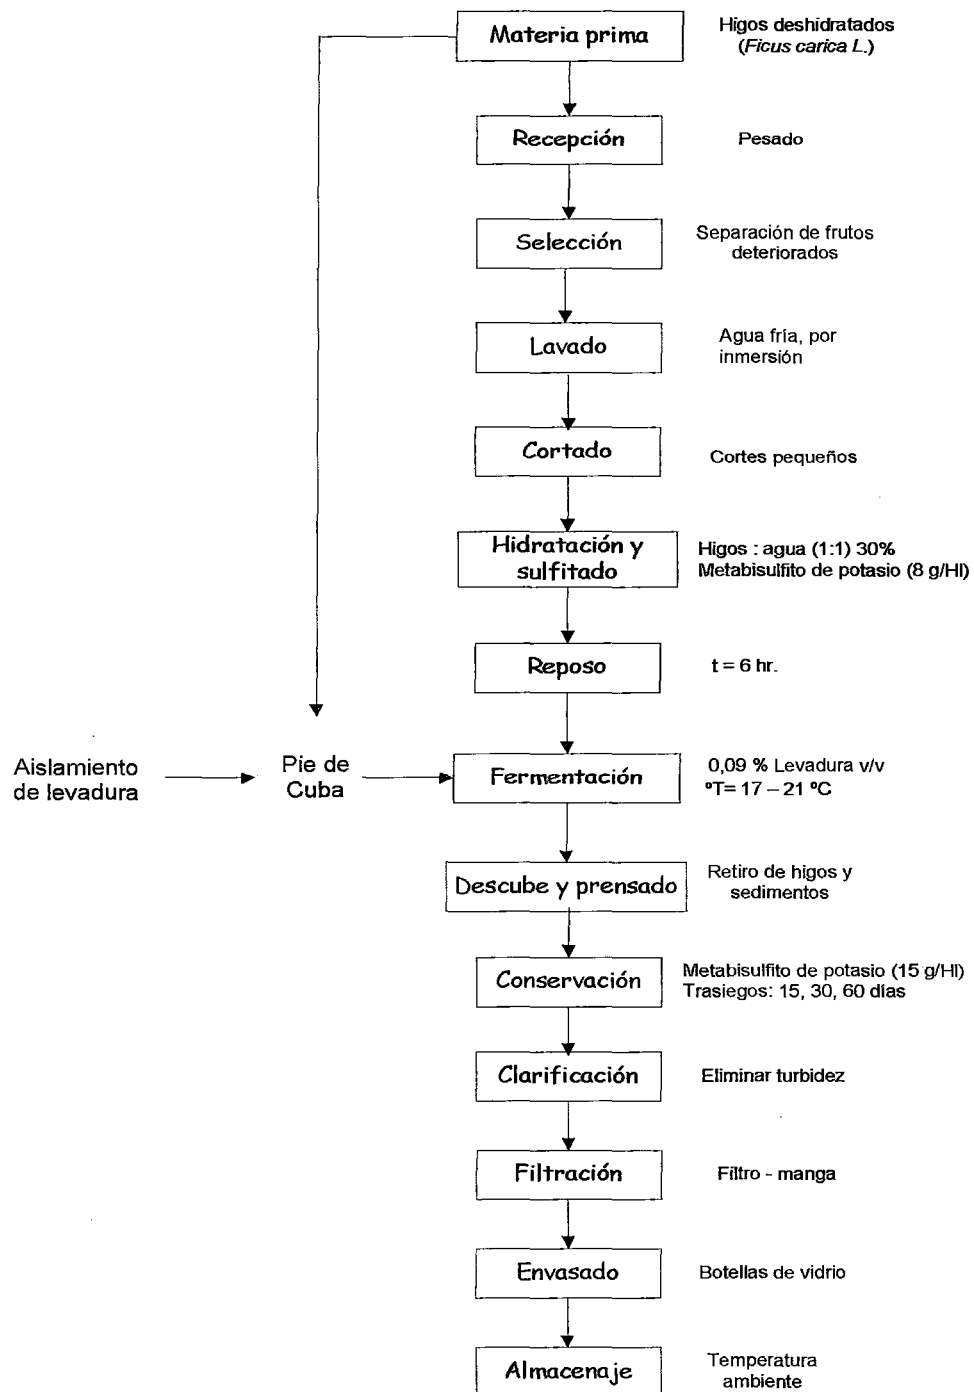 Materia prima
Higos deshidratados
(Ficus carica L.)
Recepción
Pesado
Selección
Separación de frutos
deteriorados
Lavado
Agua fría, por
inmersión
Cortado
Cortes pequeños
Hidratación y
sulfitado
Higos : agua (1:1) 30%
Metabisulfito de potasio (8 g/Hl)
Reposo
t = 6 hr.
Aislamiento
de levadura
Pie de
Cuba
Fermentación
0,09 % Levadura v/v
ºT= 17 – 21 ºC
Descube y prensado
Retiro de higos y
sedimentos
Conservación
Metabisulfito de potasio (15 g/Hl)
Trasiegos: 15, 30, 60 días
Clarificación
Eliminar turbidez
Filtración
Filtro - manga
Envasado
Botellas de vidrio
Almacenaje
Temperatura
ambiente